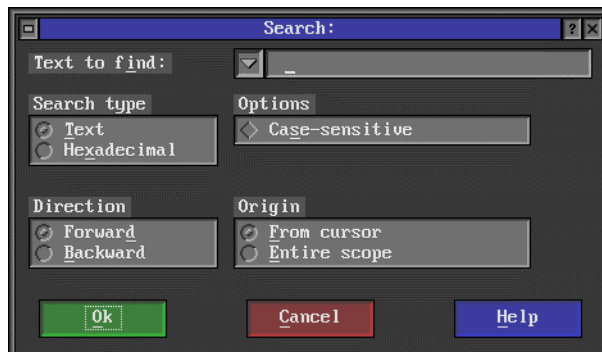 Search:
Text to find:
Search type
Text
Hexadecimal
Options
Case-sensitive
Direction
Forward
Backward
Origin
From cursor
Entire scope
Ok
Cancel
Help